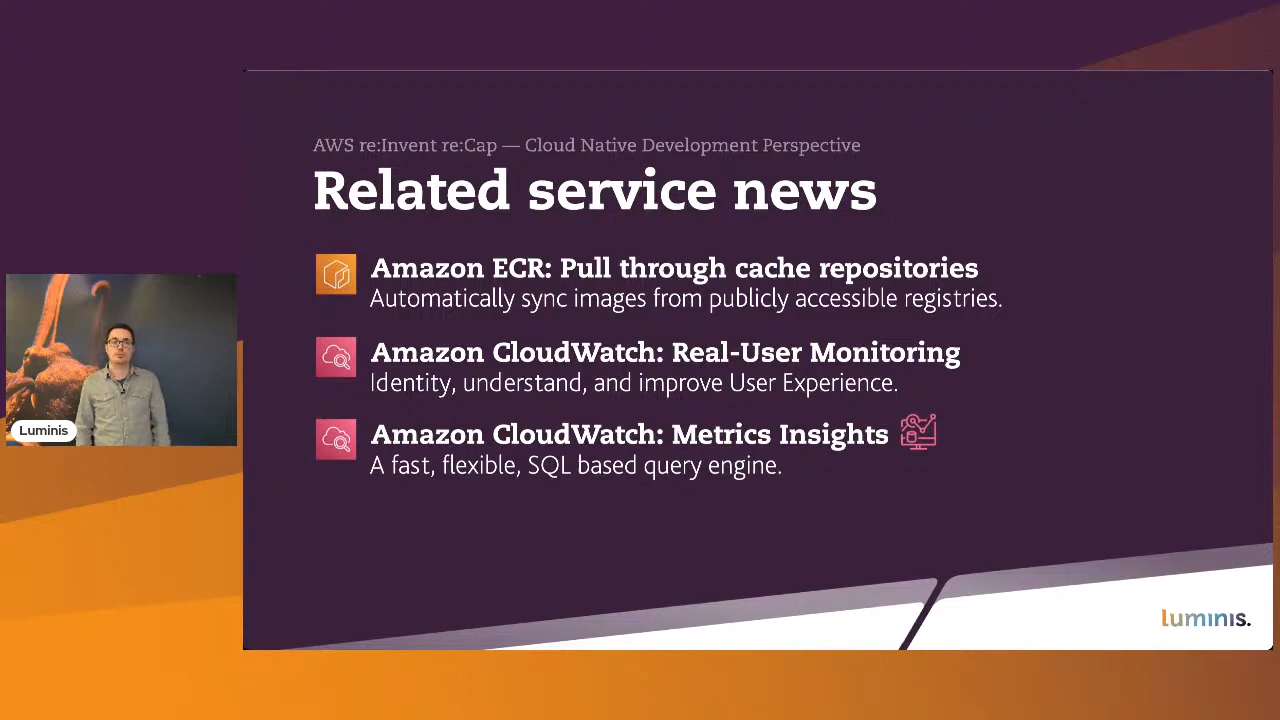 AWS re:Invent re:Cap — Cloud Native Development Perspective
Related service news
Amazon ECR: Pull through cache repositories
Automatically sync images from publicly accessible registries.
Amazon CloudWatch: Real-User Monitoring
Identity, understand, and improve User Experience.
Amazon CloudWatch: Metrics Insights
A fast, flexible, SQL based query engine.
Luminis
luminis.